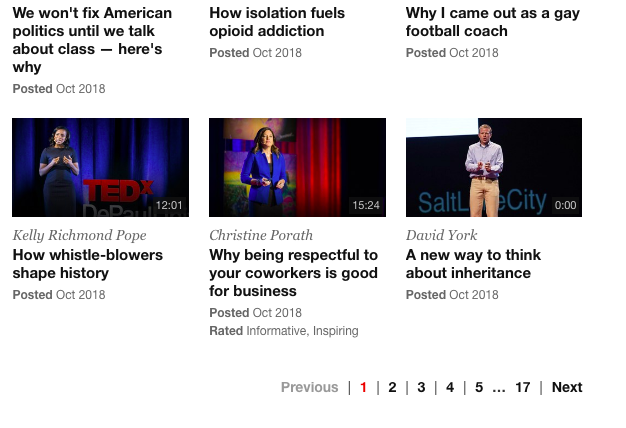 We won't fix American
politics until we talk
about class — here's
why
Posted Oct 2018
How isolation fuels
opioid addiction
Posted Oct 2018
Why I came out as a gay
football coach
Posted Oct 2018
TEDx
DePaul
12:01
Kelly Richmond Pope
How whistle-blowers
shape history
Posted Oct 2018
15:24
Christine Porath
Why being respectful to
your coworkers is good
for business
Posted Oct 2018
Rated Informative, Inspiring
SaltL eCity
0:00
David York
A new way to think
about inheritance
Posted Oct 2018
Previous | 1 | 2 | 3 | 4 | 5 ... 17 | Next